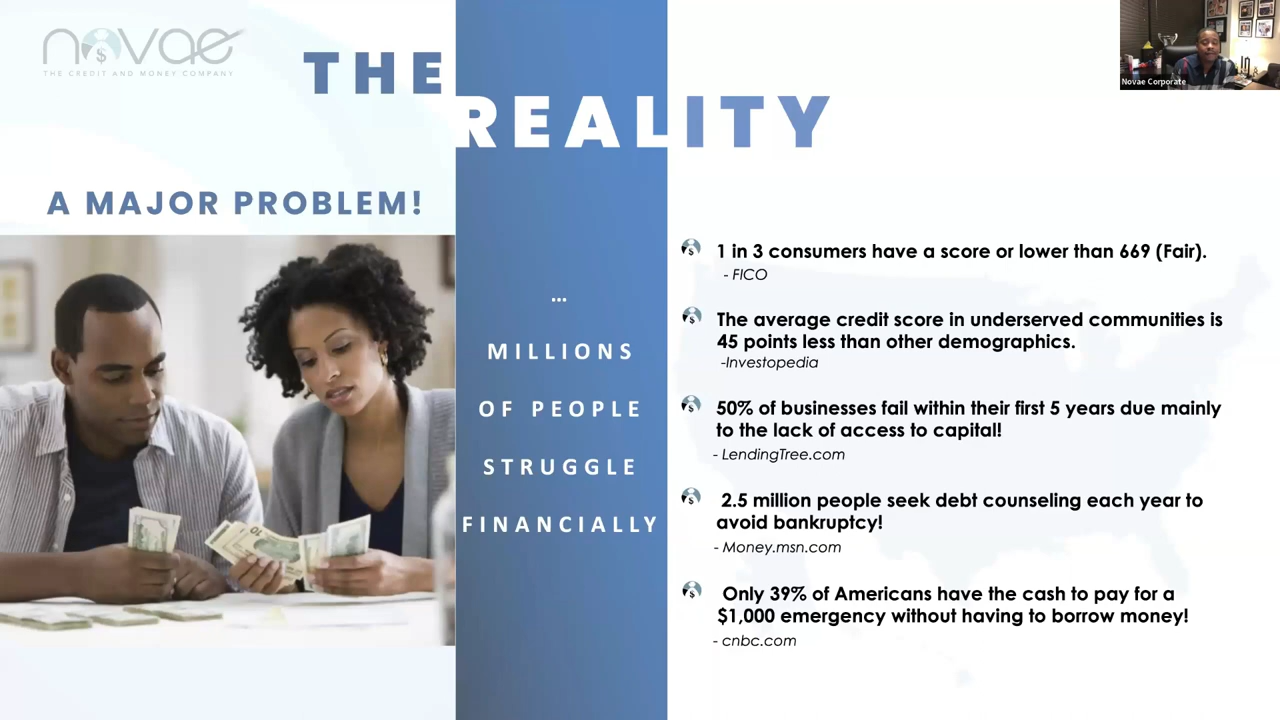 novae
THE CREDIT AND MONEY COMPANY
THE
REALITY
A MAJOR PROBLEM!
...
MILLIONS
OF PEOPLE
STRUGGLE
FINANCIALLY
1 in 3 consumers have a score or lower than 669 (Fair).
- FICO
The average credit score in underserved communities is
45 points less than other demographics.
-Investopedia
50% of businesses fail within their first 5 years due mainly
to the lack of access to capital!
- LendingTree.com
2.5 million people seek debt counseling each year to
avoid bankruptcy!
- Money.msn.com
Only 39% of Americans have the cash to pay for a
$1,000 emergency without having to borrow money!
- cnbc.com
Novae Corporate